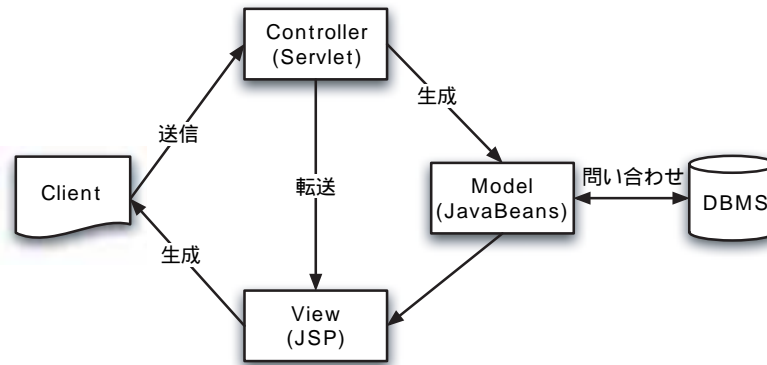 Controller
(Servlet)
生成
送信
Client
転送
Model
(JavaBeans)
問い合わせ
DBMS
生成
View
(JSP)